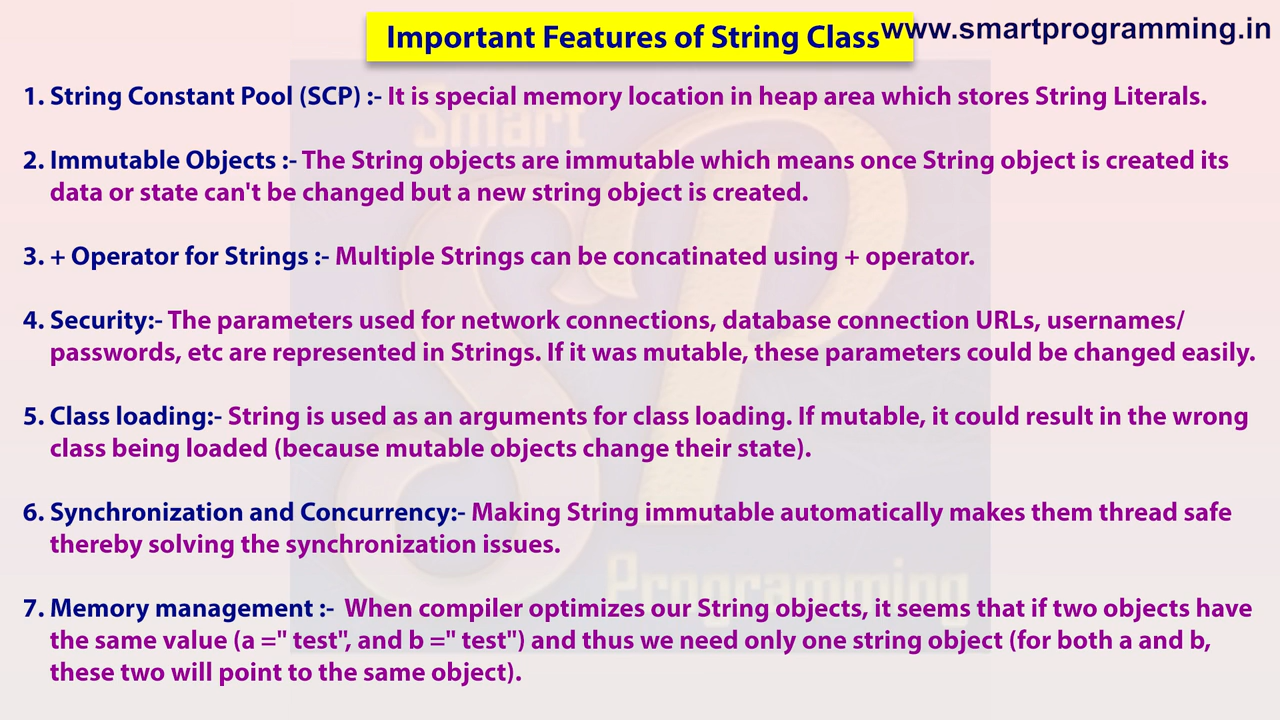 Important Features of String Class
www.smartprogramming.in
1. String Constant Pool (SCP) :- It is special memory location in heap area which stores String Literals.
2. Immutable Objects :- The String objects are immutable which means once String object is created its
data or state can't be changed but a new string object is created.
3. + Operator for Strings :- Multiple Strings can be concatinated using + operator.
4. Security:- The parameters used for network connections, database connection URLs, usernames/
passwords, etc are represented in Strings. If it was mutable, these parameters could be changed easily.
5. Class loading:- String is used as an arguments for class loading. If mutable, it could result in the wrong
class being loaded (because mutable objects change their state).
6. Synchronization and Concurrency:- Making String immutable automatically makes them thread safe
thereby solving the synchronization issues.
7. Memory management :-  When compiler optimizes our String objects, it seems that if two objects have
the same value (a =" test", and b =" test") and thus we need only one string object (for both a and b,
these two will point to the same object).
Smart
SP
Programming